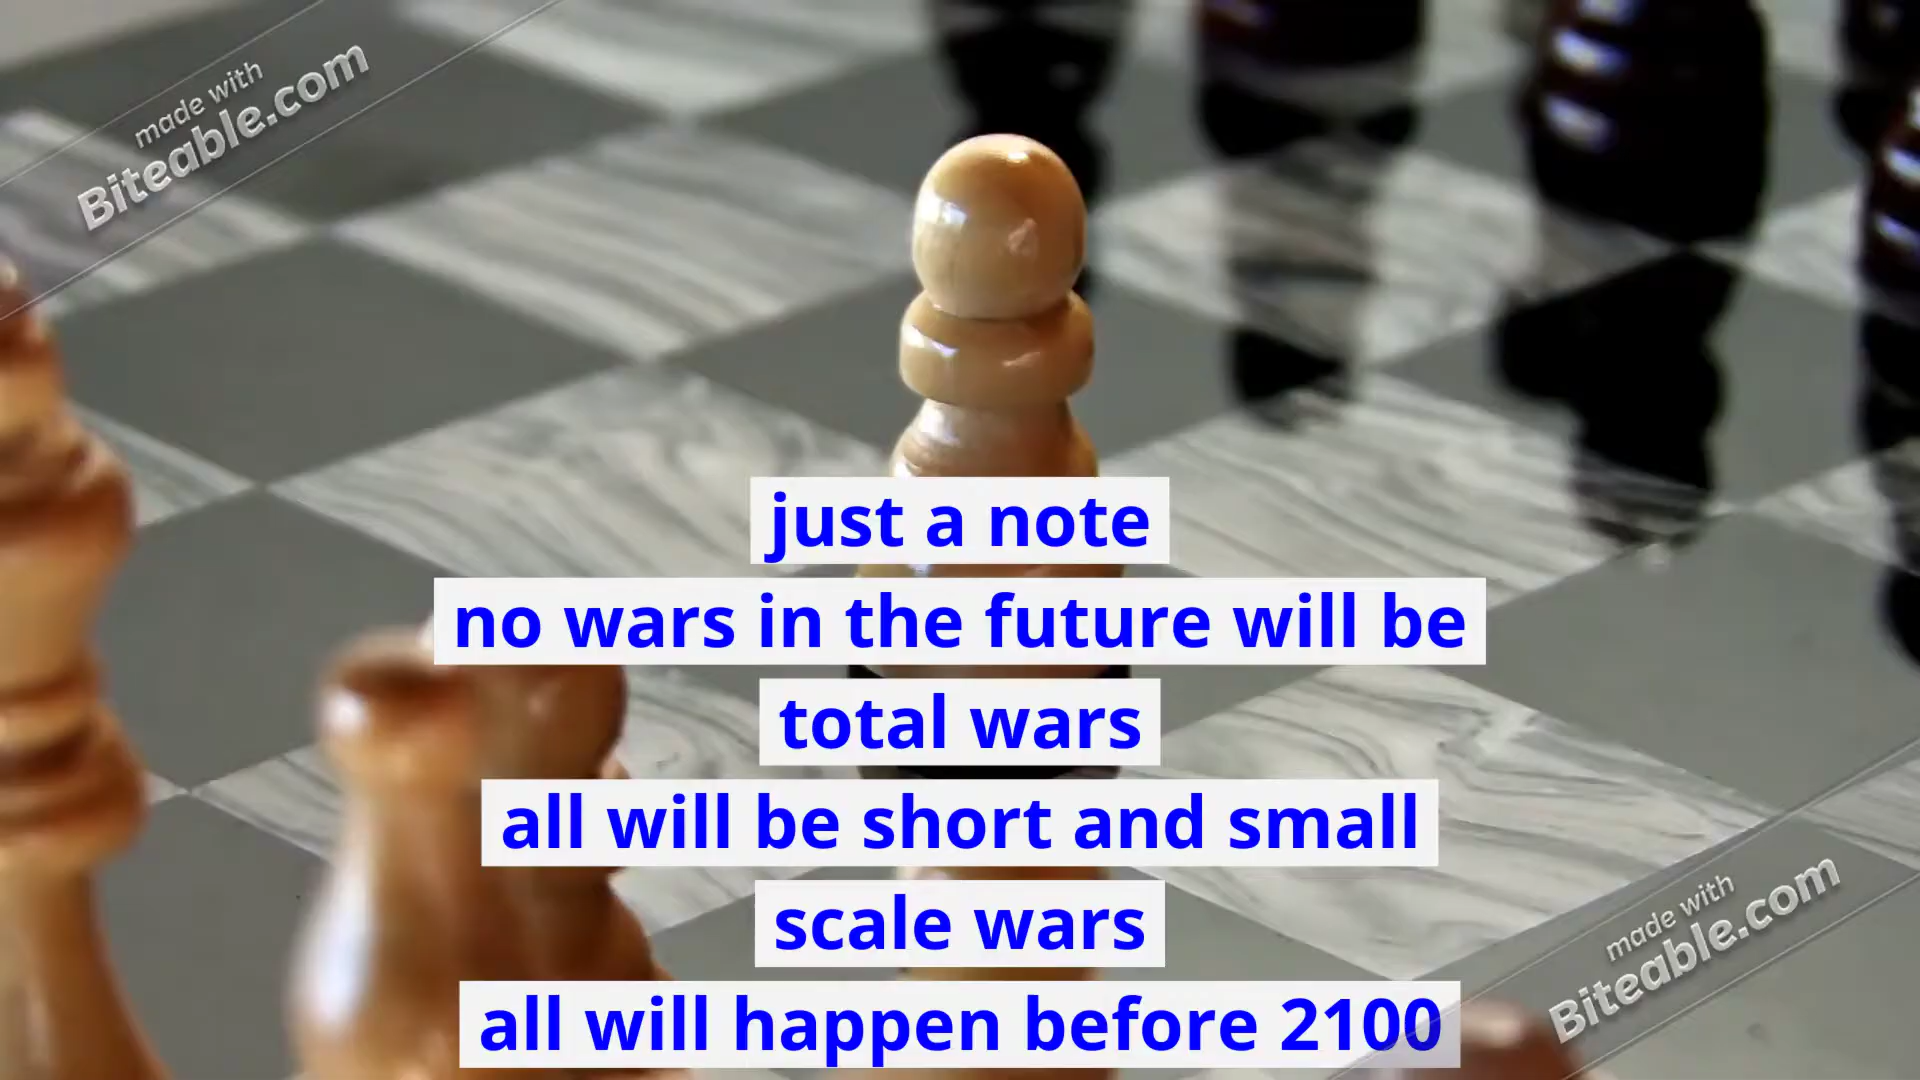 made with
Biteable.com
just a note
no wars in the future will be
total wars
all will be short and small
scale wars
all will happen before 2100
made with
Biteable.com